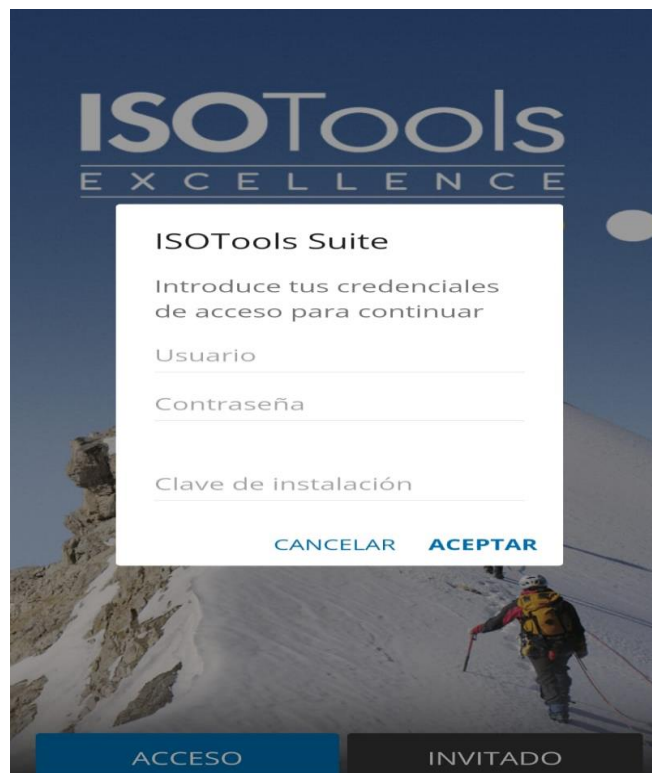 ISOTools
EXCELLENCE
ISOTools Suite
Introduce tus credenciales
de acceso para continuar
Usuario
Contraseña
Clave de instalación
CANCELAR ACEPTAR
ACCESO INVITADO